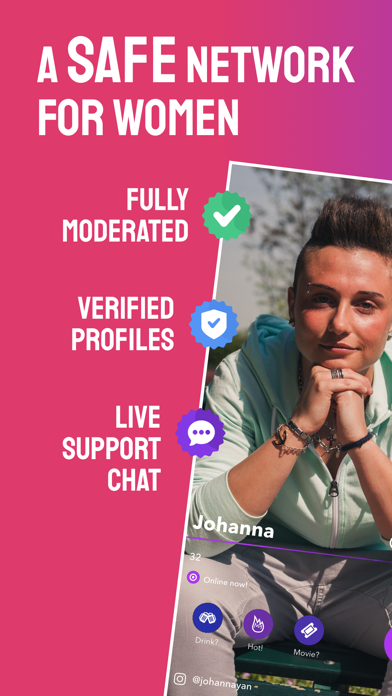 A SAFE NETWORK
FOR WOMEN
FULLY
MODERATED
VERIFIED
PROFILES
LIVE
SUPPORT
CHAT
Johanna
32
Online now!
Drink?
Hot!
Movie?
@johannayan